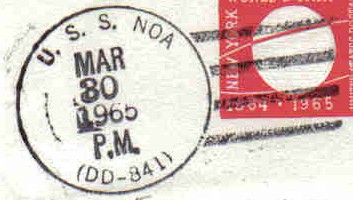 U. S. S. NOA
MAR
30
1965
P.M.
(DD-841)
NEW YORK
1964 - 1965